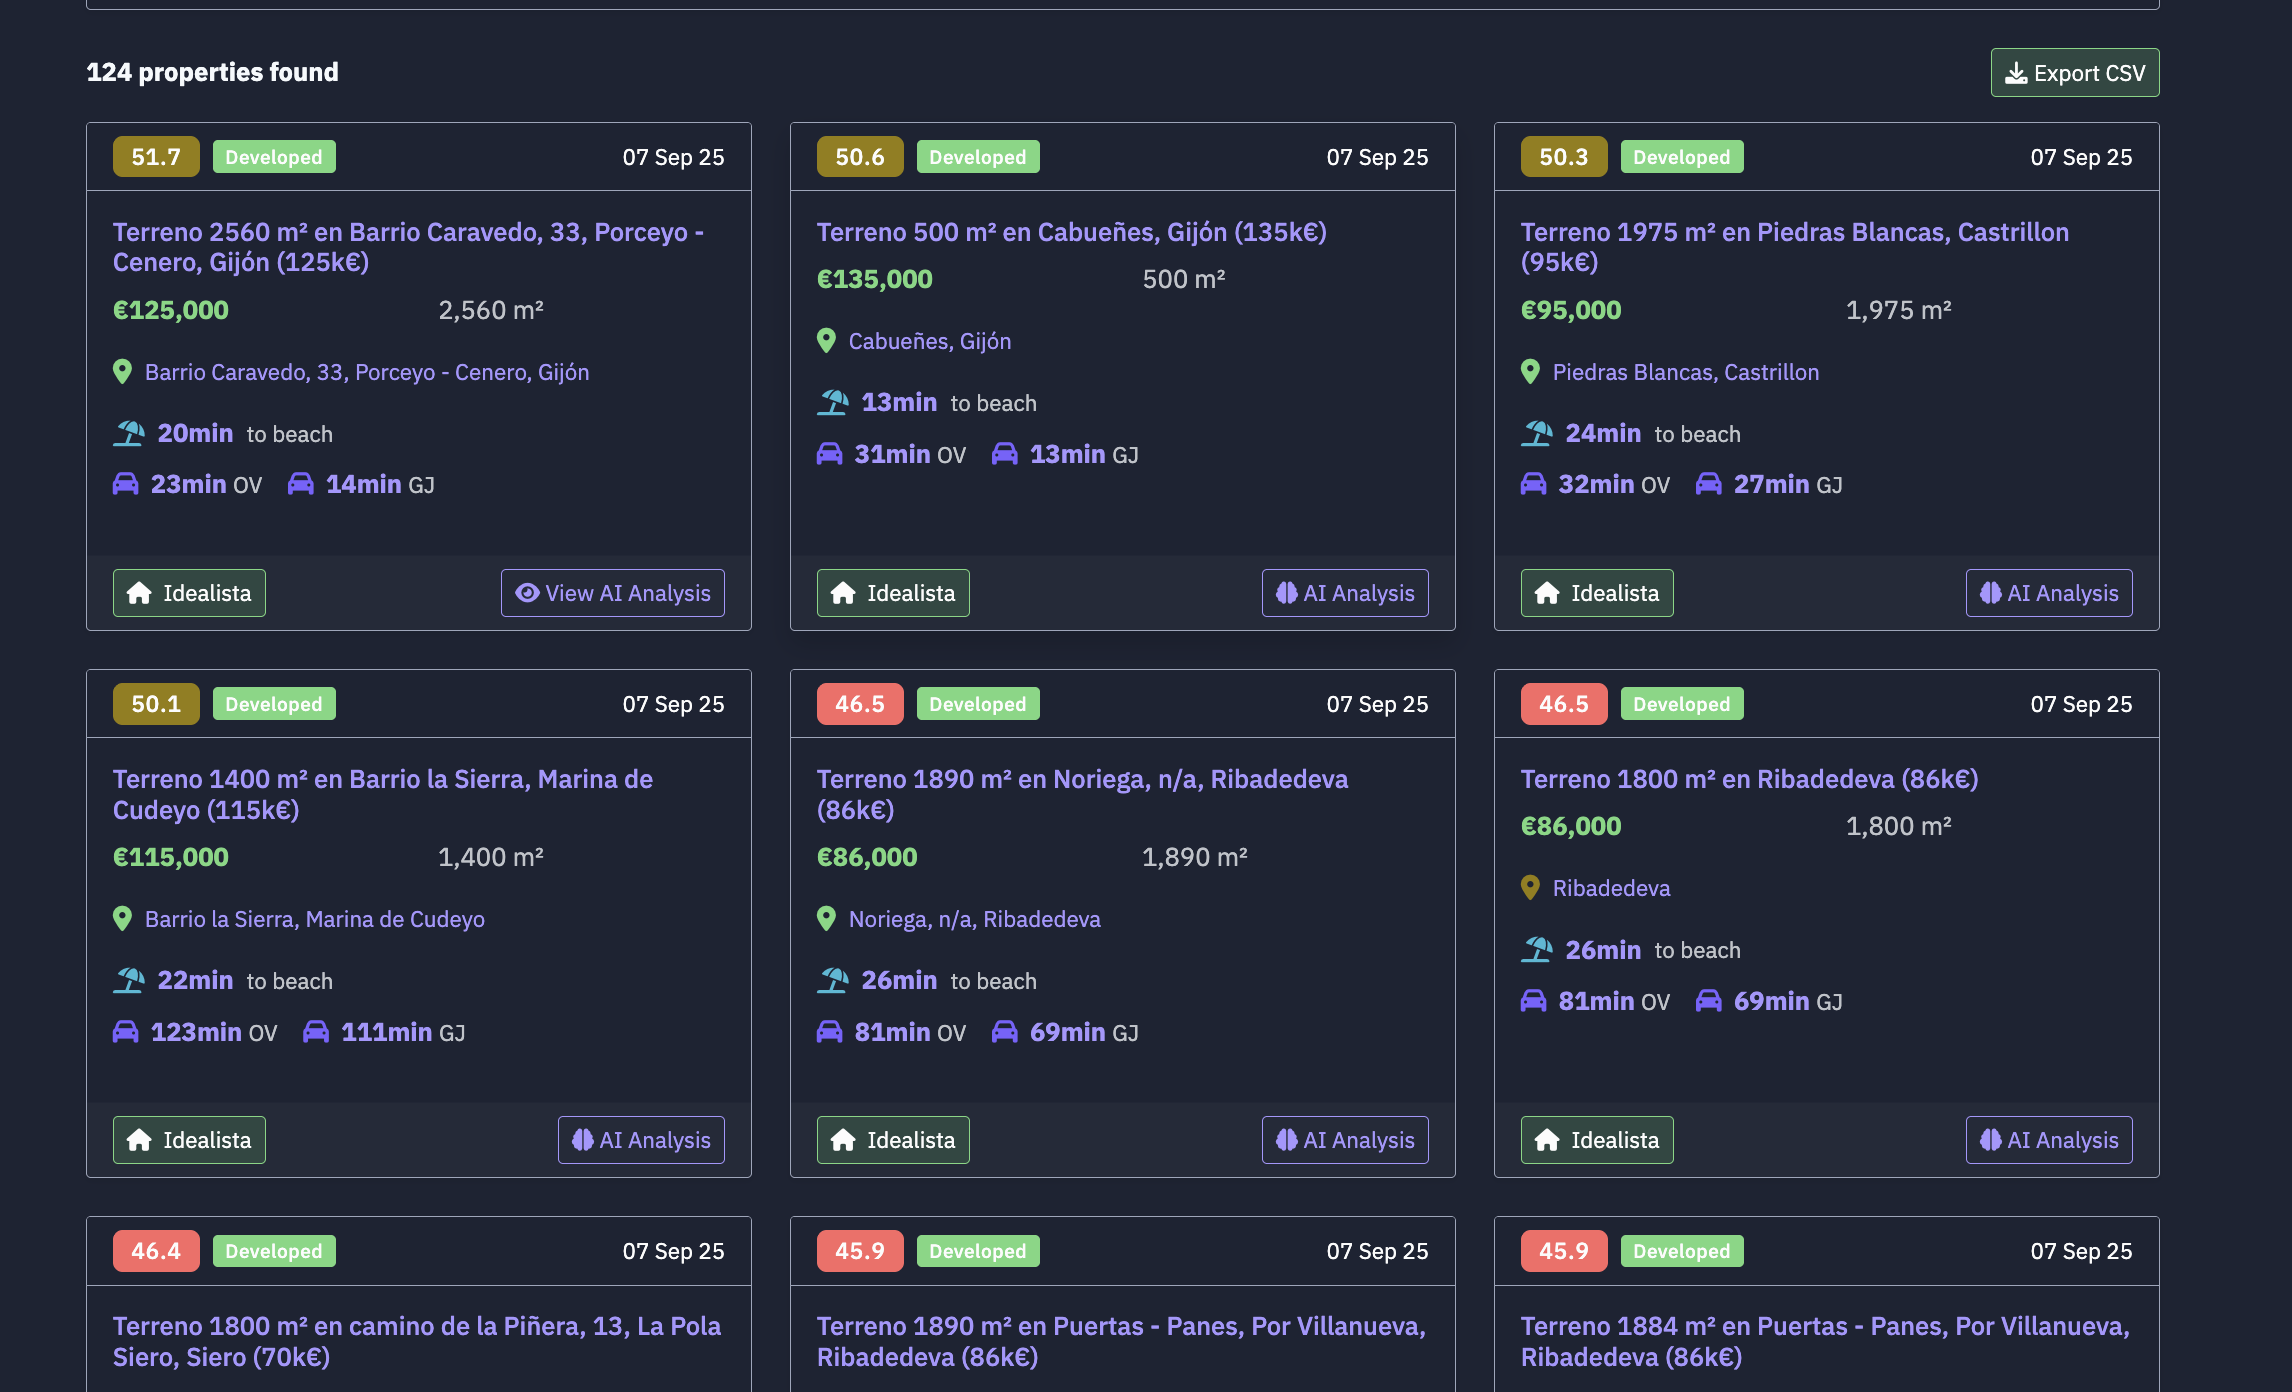 124 properties found
Export CSV
51.7 Developed 07 Sep 25
Terreno 2560 m² en Barrio Caravedo, 33, Porceyo -
Cenero, Gijón (125k€)
€125,000 2,560 m²
Barrio Caravedo, 33, Porceyo - Cenero, Gijón
20min to beach
23min OV 14min GJ
Idealista View AI Analysis
50.6 Developed 07 Sep 25
Terreno 500 m² en Cabueñes, Gijón (135k€)
€135,000 500 m²
Cabueñes, Gijón
13min to beach
31min OV 13min GJ
Idealista AI Analysis
50.3 Developed 07 Sep 25
Terreno 1975 m² en Piedras Blancas, Castrillon
(95k€)
€95,000 1,975 m²
Piedras Blancas, Castrillon
24min to beach
32min OV 27min GJ
Idealista AI Analysis
50.1 Developed 07 Sep 25
Terreno 1400 m² en Barrio la Sierra, Marina de
Cudeyo (115k€)
€115,000 1,400 m²
Barrio la Sierra, Marina de Cudeyo
22min to beach
123min OV 111min GJ
Idealista AI Analysis
46.5 Developed 07 Sep 25
Terreno 1890 m² en Noriega, n/a, Ribadedeva
(86k€)
€86,000 1,890 m²
Noriega, n/a, Ribadedeva
26min to beach
81min OV 69min GJ
Idealista AI Analysis
46.5 Developed 07 Sep 25
Terreno 1800 m² en Ribadedeva (86k€)
€86,000 1,800 m²
Ribadedeva
26min to beach
81min OV 69min GJ
Idealista AI Analysis
46.4 Developed 07 Sep 25
Terreno 1800 m² en camino de la Piñera, 13, La Pola
Siero, Siero (70k€)
45.9 Developed 07 Sep 25
Terreno 1890 m² en Puertas - Panes, Por Villanueva,
Ribadedeva (86k€)
45.9 Developed 07 Sep 25
Terreno 1884 m² en Puertas - Panes, Por Villanueva,
Ribadedeva (86k€)